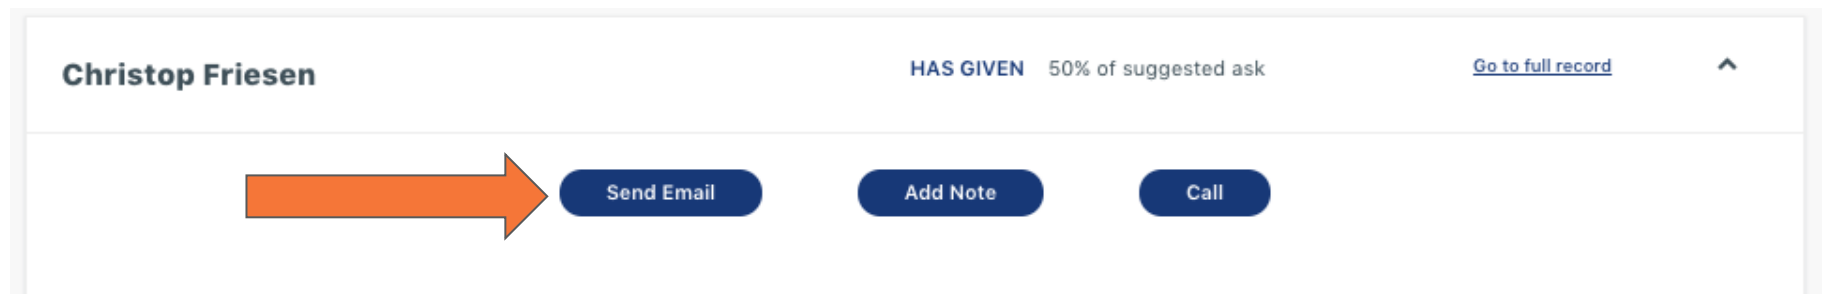 Christop Friesen
HAS GIVEN 50% of suggested ask
Go to full record
Send Email
Add Note
Call